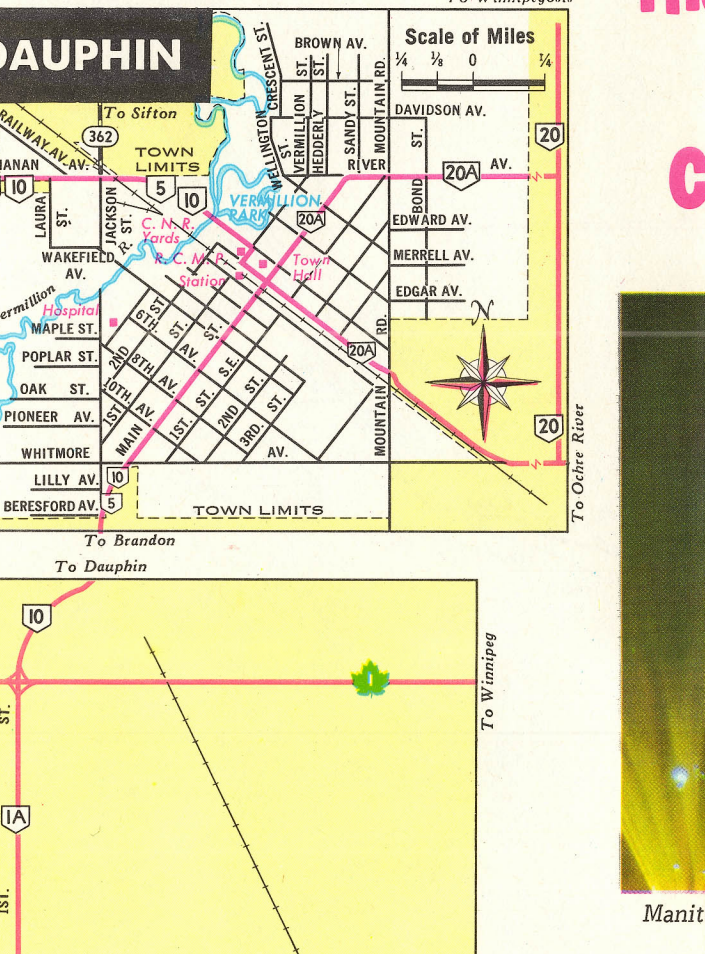 DAUPHIN
Scale of Miles
1/4 1/8 0 1/4
BROWN AV.
CRESCENT ST.
WELLINGTON
ST.
VERMILLION ST.
HEDDERLY ST.
SANDY ST.
MOUNTAIN RD.
DAVIDSON AV.
BOND ST.
RIVER AV.
20A
20
To Sifton
362
RAILWAY AV.
AV.
TOWN
LIMITS
10
5
10
LAURA ST.
JACKSON ST.
C. N. R.
Yards
VERMILLION
PARK
20A
EDWARD AV.
MERRELL AV.
EDGAR AV.
R. C. M. P.
Station
Town
Hall
WAKEFIELD
AV.
R.
Hospital
MAPLE ST.
POPLAR ST.
OAK ST.
PIONEER AV.
WHITMORE AV.
LILLY AV.
BERESFORD AV.
ST.
6TH. AV.
ST.
ST.
2ND
8TH. AV.
10TH. AV
1ST.
MAIN
S.E.
1ST. ST.
2ND ST.
3RD. ST.
20A
MOUNTAIN RD.
N
20
To Ochre River
10
5
TOWN LIMITS
To Brandon
To Dauphin
10
1
To Winnipeg
ST.
1A
1ST.
C
Manit